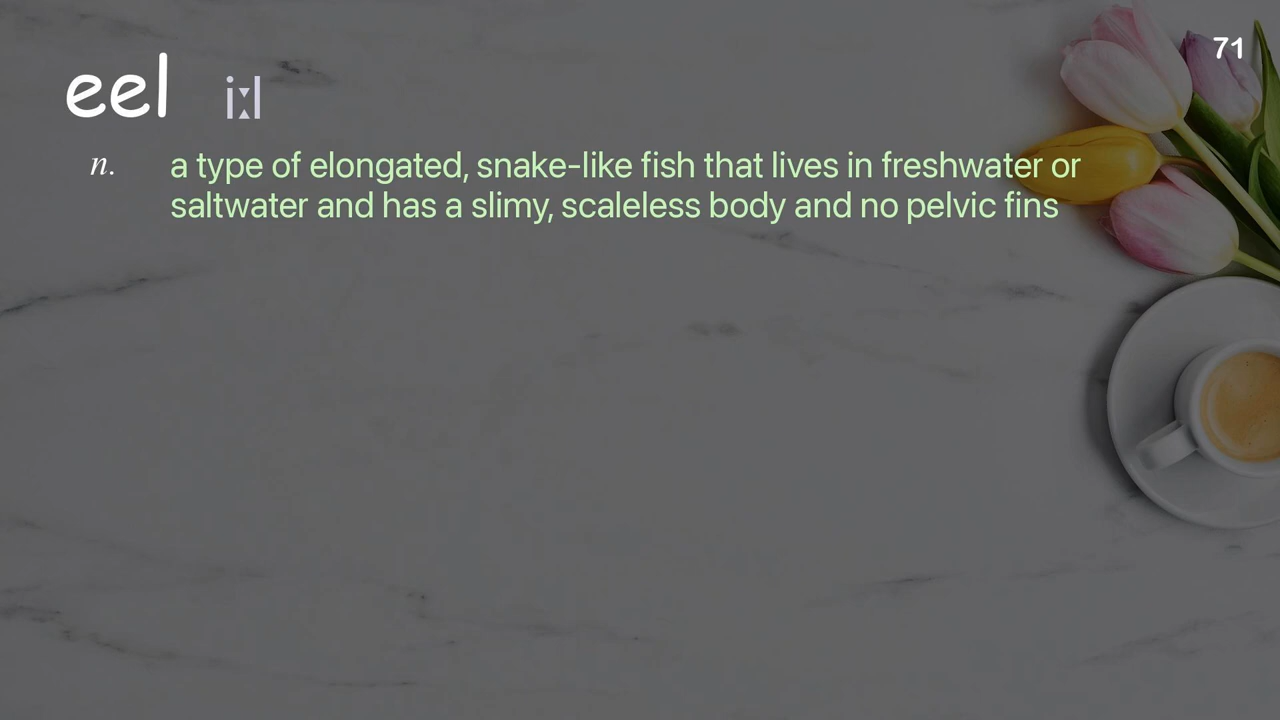 71
eel iːl
n. a type of elongated, snake-like fish that lives in freshwater or
saltwater and has a slimy, scaleless body and no pelvic fins